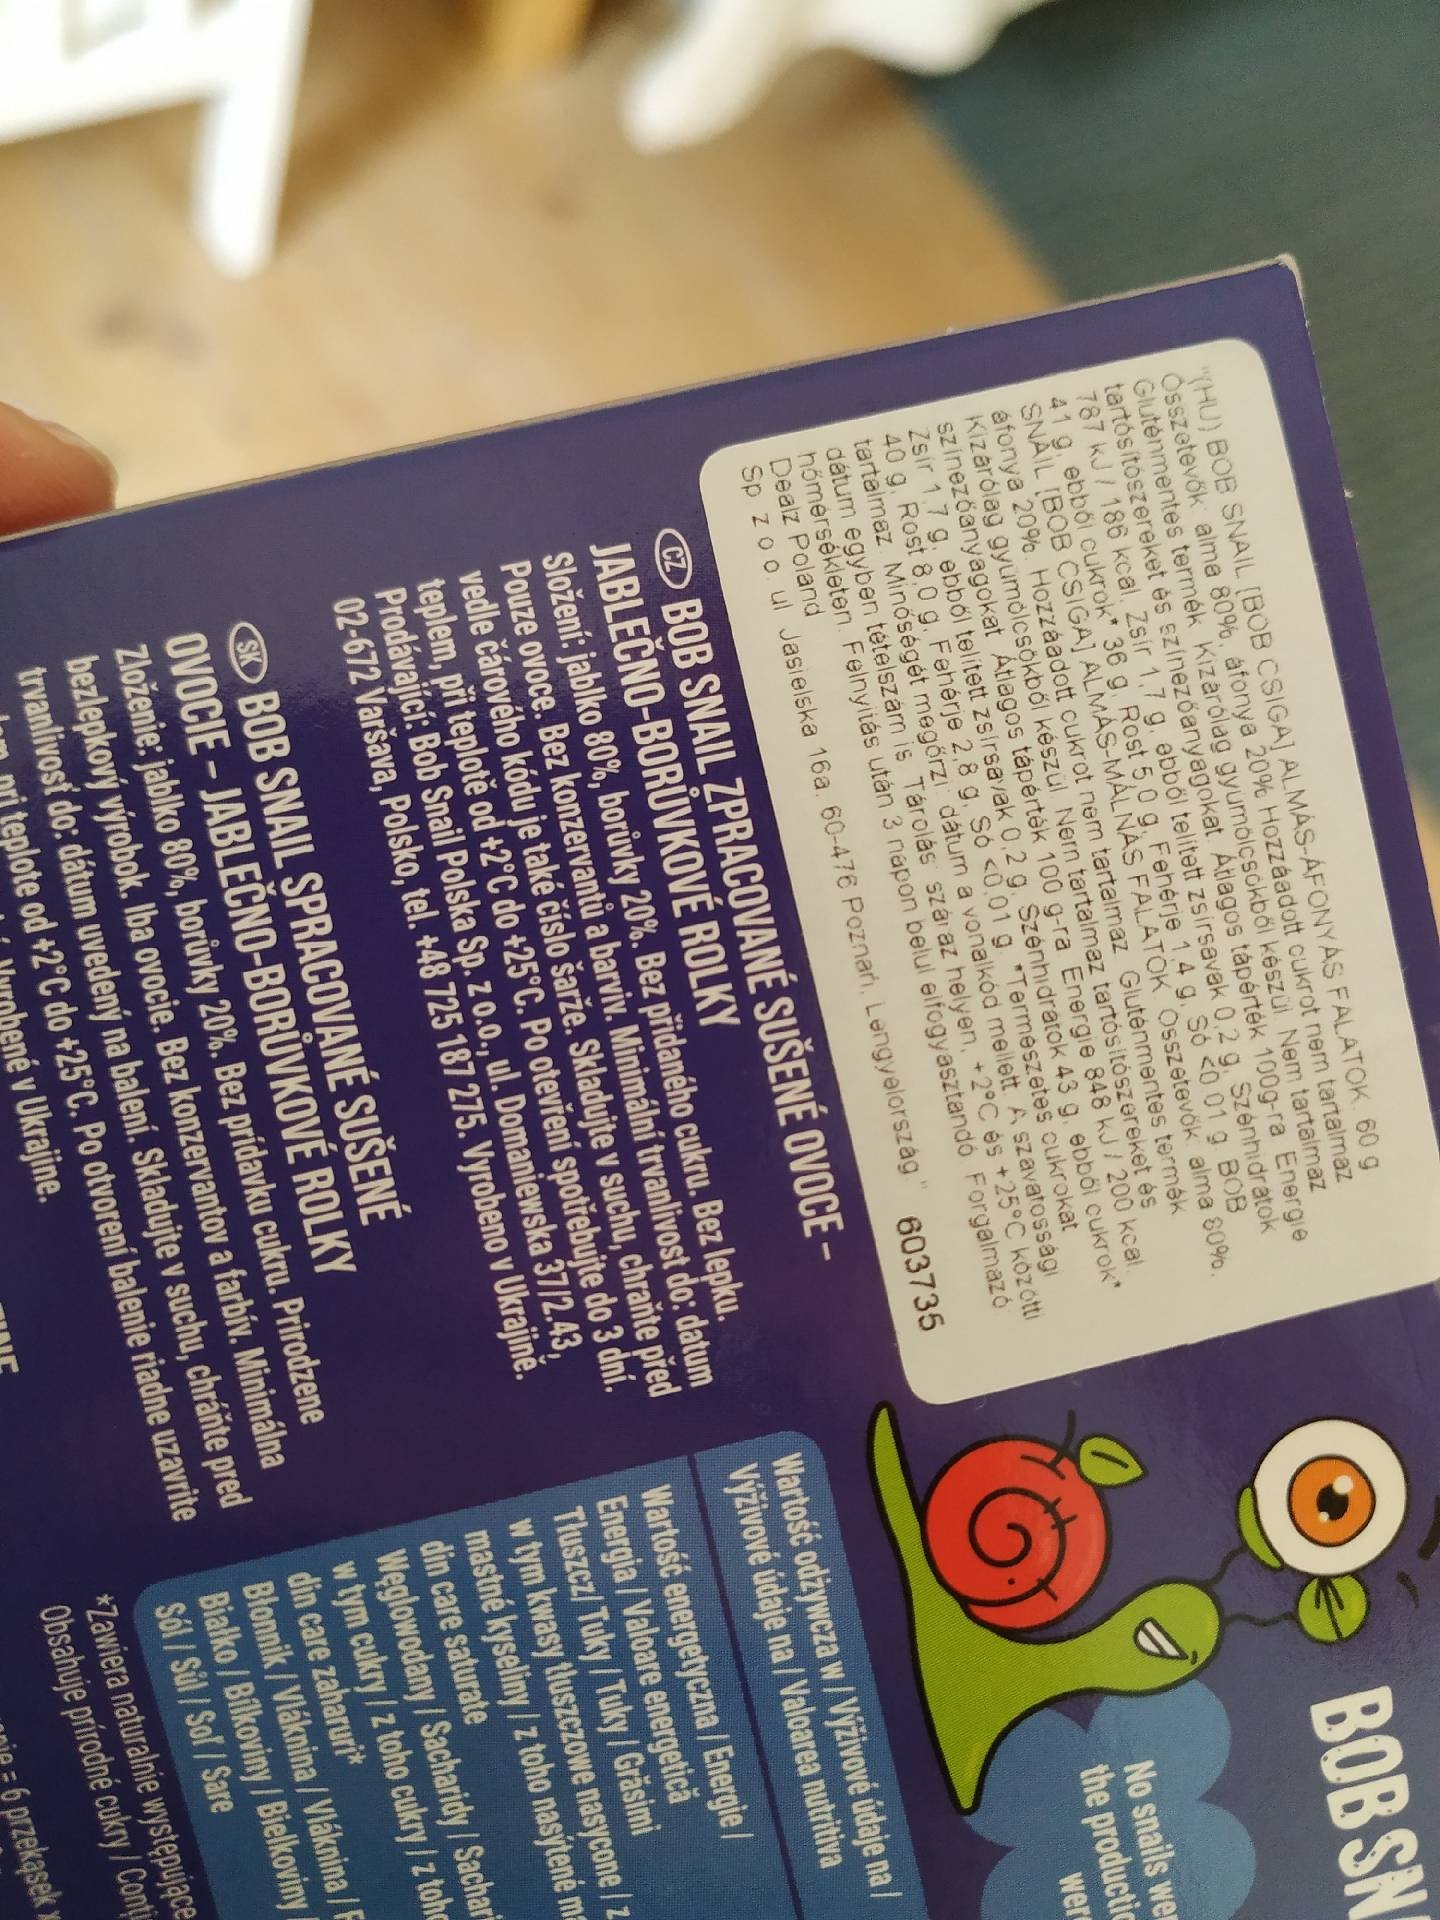 "(HU) BOB SNAIL [BOB CSIGA] ALMÁS-ÁFONYÁS FALATOK. 60 g
Összetevők: alma 80%, áfonya 20%. Hozzáadott cukrot nem tartalmaz
Gluténmentes termék. Kizárólag gyümölcsökből készül. Nem tartalmaz
tartósítószereket és színezőanyagokat. Átlagos tápérték 100g-ra: Energie
787 kJ / 186 kcal. Zsír 1,7 g, ebből telített zsírsavak 0,2 g, Szénhidrátok
41 g, ebből cukrok* 36 g, Rost 5,0 g, Fehérje 1,4 g, Só <0,01 g. BOB
SNAIL [BOB CSIGA] ALMÁS-MÁLNÁS FALATOK. Összetevők: alma 80%,
áfonya 20%. Hozzáadott cukrot nem tartalmaz. Gluténmentes termék
Kizárólag gyümölcsökből készül. Nem tartalmaz tartósítószereket és
színezőanyagokat. Átlagos tápérték 100 g-ra: Energie 848 kJ / 200 kcal.
Zsír 1,7 g, ebből telített zsírsavak 0,2 g, Szénhidrátok 43 g, ebből cukrok*
40 g, Rost 8,0 g, Fehérje 2,8 g, Só <0,01 g. *Természetes cukrokat
tartalmaz. Minőségét megőrzi: dátum a vonalkód mellett. A szavatossági
dátum egyben tételszám is. Tárolás: száraz helyen, +2°C és +25°C közötti
hőmérsékleten. Felnyitás után 3 napon belül elfogyasztandó. Forgalmazó:
Dealz Poland
Sp. z o.o. ul. Jasielska 16a. 60-476 Poznań, Lengyelország." 603735
CZ BOB SNAIL ZPRACOVANÉ SUŠENÉ OVOCE –
JABLEČNO-BORŮVKOVÉ ROLKY
Složení: jablko 80%, borůvky 20%. Bez přidaného cukru. Bez lepku.
Pouze ovoce. Bez konzervantů a barviv. Minimální trvanlivost do: datum
vedle čárového kódu je také číslo šarže. Skladujte v suchu, chraňte před
teplem, při teplotě od +2°C do +25°C. Po otevření spotřebujte do 3 dní.
Prodávající: Bob Snail Polska Sp. z o.o., ul. Domaniewska 37/2.43,
02-672 Varšava, Polsko, tel. +48 725 187 275. Vyrobeno v Ukrajině.
SK BOB SNAIL SPRACOVANÉ SUŠENÉ
OVOCIE – JABLEČNO-BORŮVKOVÉ ROLKY
Zloženie: jablko 80%, borůvky 20%. Bez prídavku cukru. Prirodzene
bezlepkový výrobok. Iba ovocie. Bez konzervantov a farbív. Minimálna
trvanlivosť do: dátum uvedený na balení. Skladujte v suchu, chráňte pred
pri teplote od +2°C do +25°C. Po otvorení balenie riadne uzavrite
Vyrobené v Ukrajine.
BOB SN
No snails we
the producti
wer
Wartość odżywcza w / Výživové údaje na /
Výživové údaje na / Valoarea nutritiva
Wartość energetyczna / Energie /
Energia / Valoare energetică
Tłuszcz/ Tuky / Tuky / Grăsimi
w tym kwasy tłuszczowe nasycone / z
mastné kyseliny / z toho nasýtené m
din care saturate
Węglowodany / Sacharidy / Sachari
w tym cukry / z toho cukry / z toh
din care zaharuri*
Błonnik / Vláknina / Vláknina / F
Białko / Bílkoviny / Bielkoviny /
Sól / Sůl / Soľ / Sare
*Zawiera naturalnie występujące
Obsahuje prírodné cukry / Conți
= 6 przekąsek